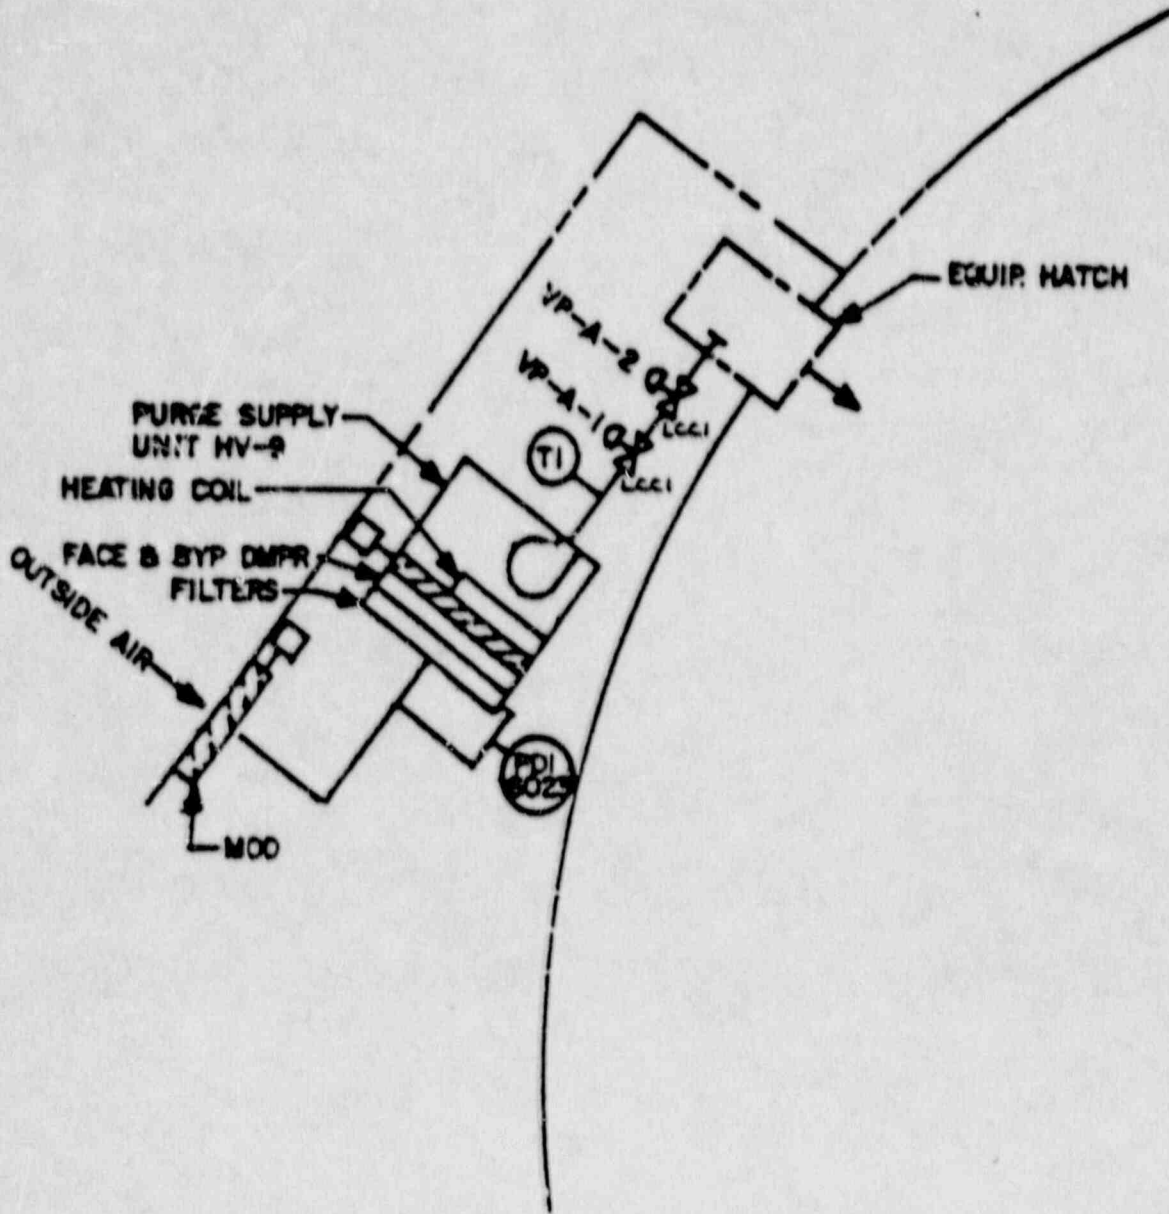 EQUIP. HATCH
VP-A-2
VP-A-1
LCC1
LCC1
TI
PURGE SUPPLY
UNIT HV-9
HEATING COIL
FACE & BYP DMPR
FILTERS
OUTSIDE AIR
PDI
MOD